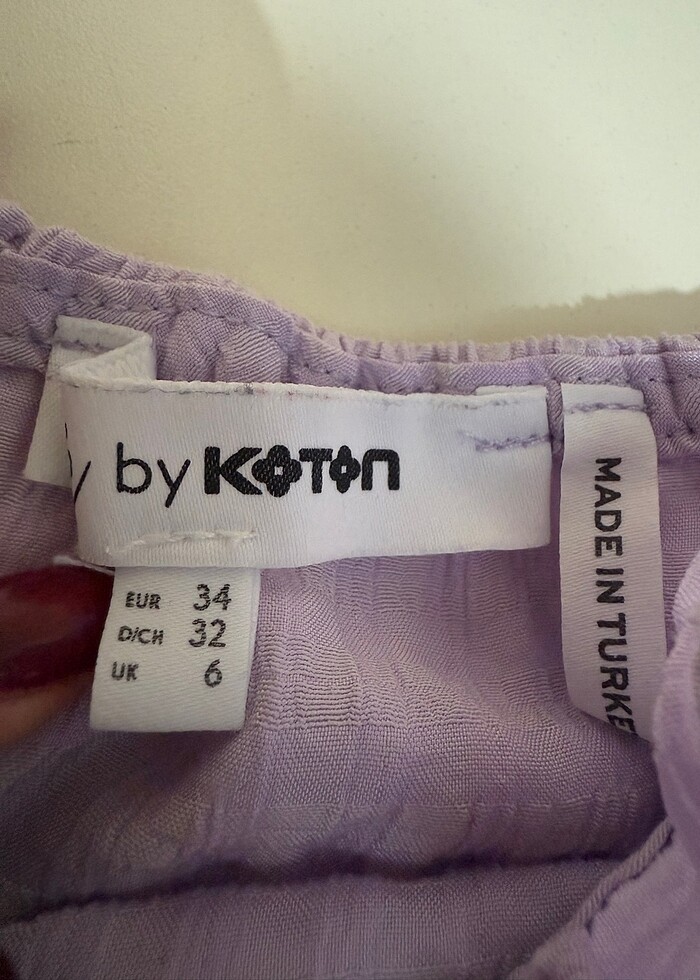 by KOTON
EUR 34
D/CH 32
UK 6
MADE IN TURKE